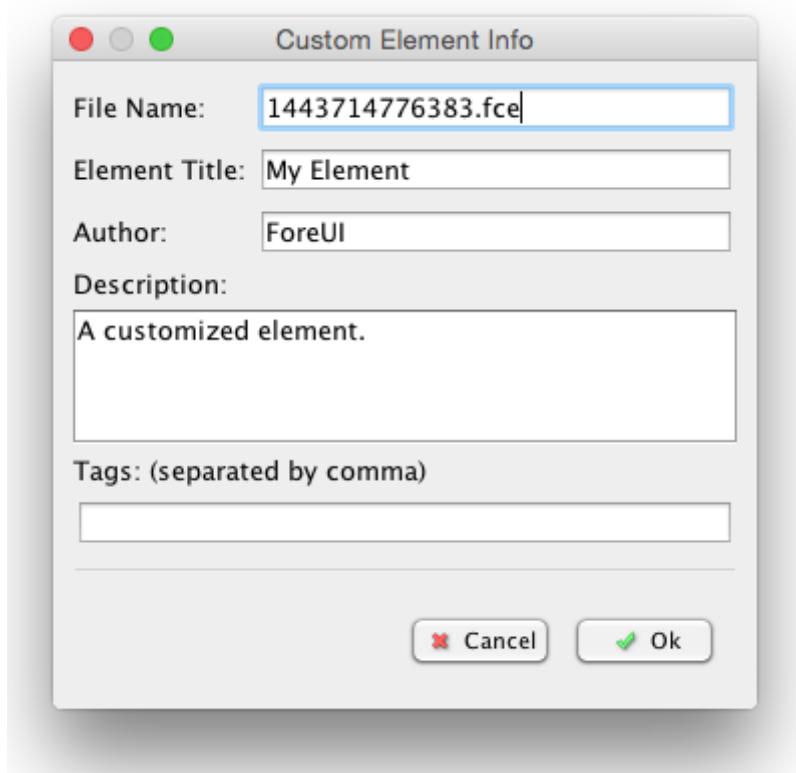 Custom Element Info
File Name: 1443714776383.fce
Element Title: My Element
Author: ForeUI
Description:
A customized element.
Tags: (separated by comma)
Cancel Ok